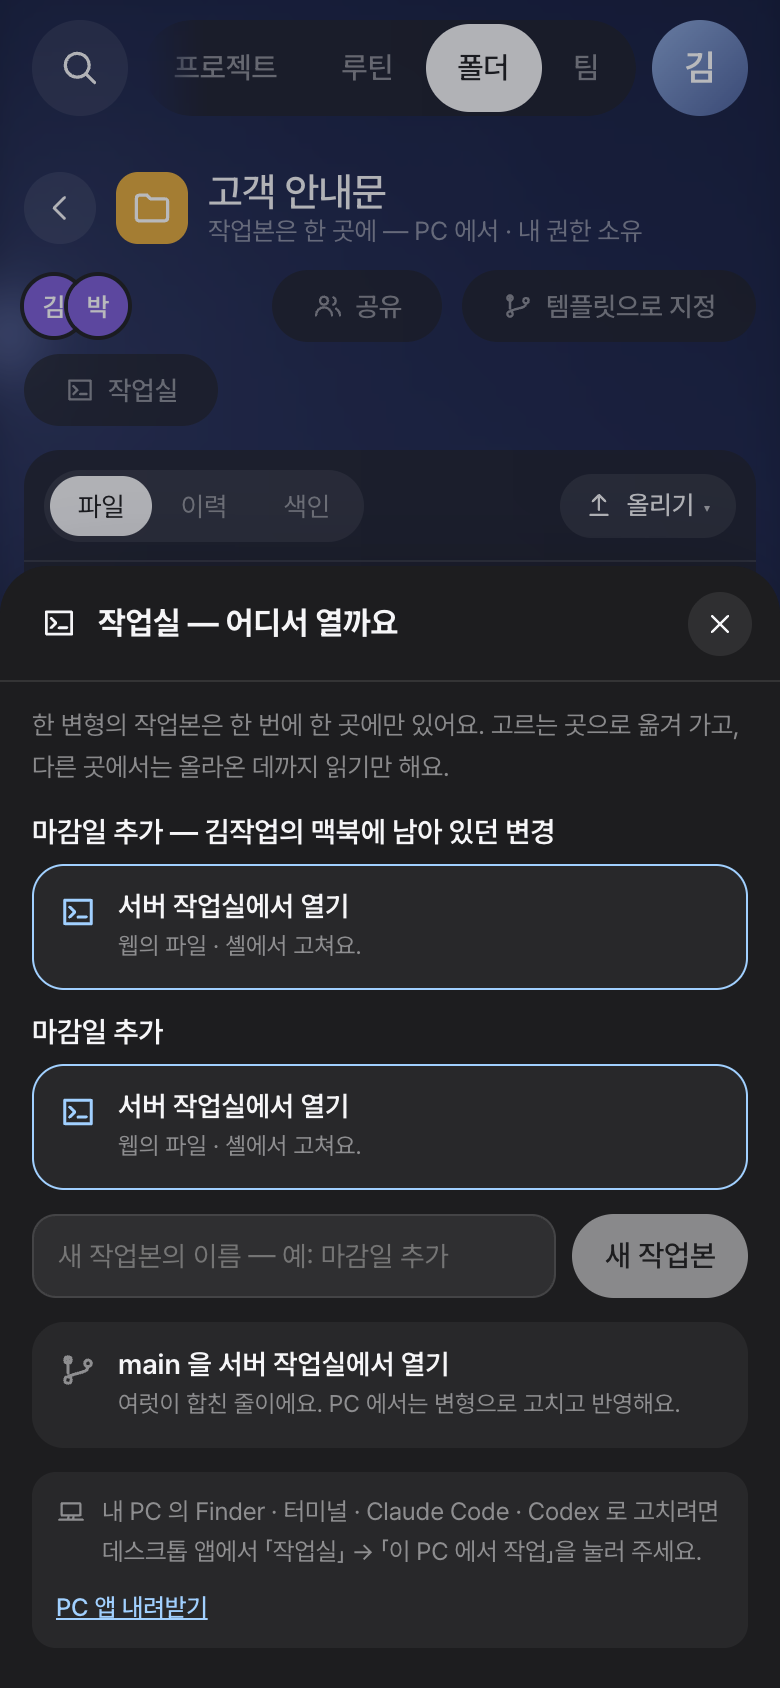 프로젝트 루틴 폴더 팀 김
고객 안내문
작업본은 한 곳에 — PC 에서 · 내 권한 소유
김 박 공유 템플릿으로 지정
작업실
파일 이력 색인 올리기
작업실 — 어디서 열까요
한 변형의 작업본은 한 번에 한 곳에만 있어요. 고르는 곳으로 옮겨 가고,
다른 곳에서는 올라온 데까지 읽기만 해요.
마감일 추가 — 김작업의 맥북에 남아 있던 변경
서버 작업실에서 열기
웹의 파일 · 셸에서 고쳐요.
마감일 추가
서버 작업실에서 열기
웹의 파일 · 셸에서 고쳐요.
새 작업본의 이름 — 예: 마감일 추가 새 작업본
main 을 서버 작업실에서 열기
여럿이 합친 줄이에요. PC 에서는 변형으로 고치고 반영해요.
내 PC 의 Finder · 터미널 · Claude Code · Codex 로 고치려면
데스크톱 앱에서 「작업실」 → 「이 PC 에서 작업」을 눌러 주세요.
PC 앱 내려받기